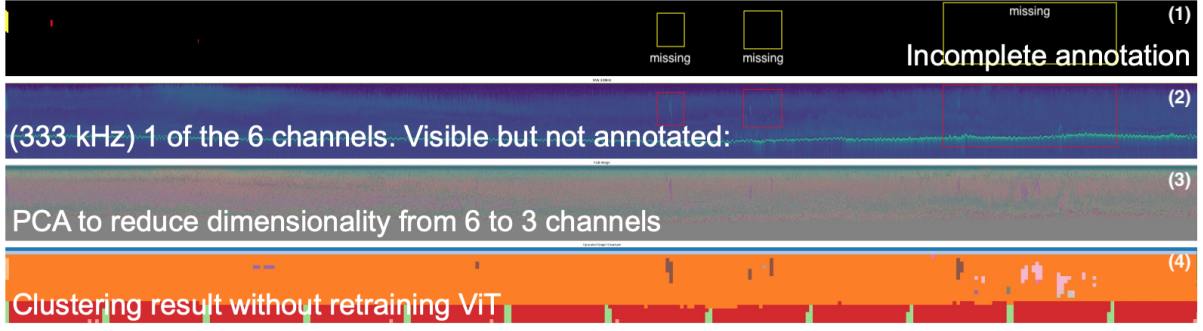 missing
(1)
missing
missing
Incomplete annotation
(2)
(333 kHz) 1 of the 6 channels. Visible but not annotated:
(3)
PCA to reduce dimensionality from 6 to 3 channels
(4)
Clustering result without retraining ViT